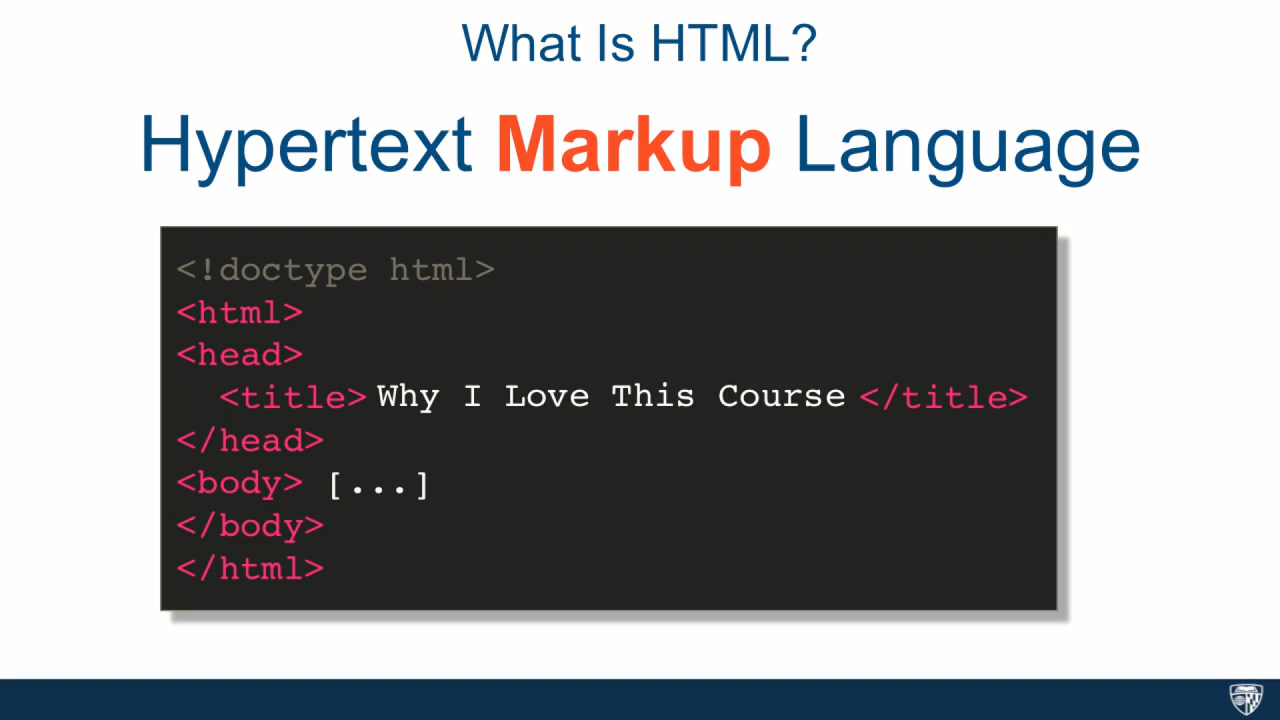 What Is HTML?
Hypertext Markup Language
<!doctype html>
<html>
<head>
  <title> Why I Love This Course </title>
</head>
<body> [...]
</body>
</html>